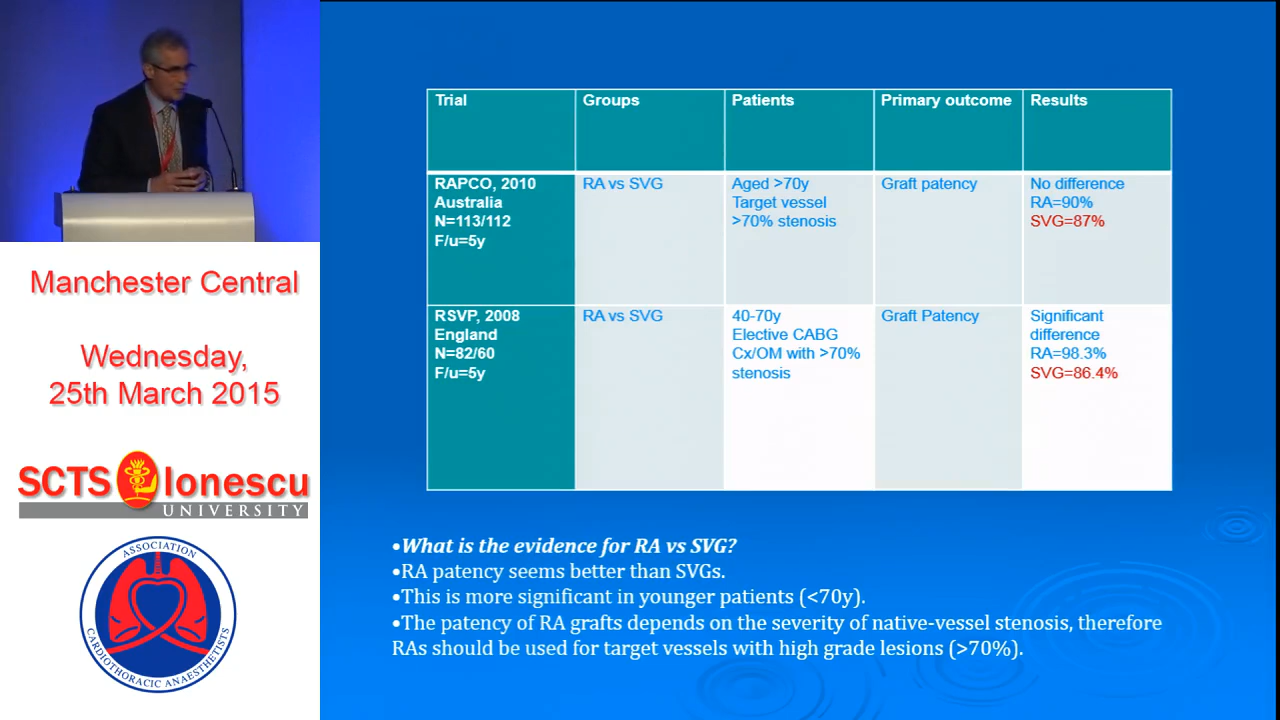 Manchester Central
Wednesday,
25th March 2015
SCTS Ionescu
UNIVERSITY
ASSOCIATION
CARDIOTHORACIC ANAESTHETISTS
Trial Groups Patients Primary outcome Results
RAPCO, 2010
Australia
N=113/112
F/u=5y
RA vs SVG
Aged >70y
Target vessel
>70% stenosis
Graft patency
No difference
RA=90%
SVG=87%
RSVP, 2008
England
N=82/60
F/u=5y
RA vs SVG
40-70y
Elective CABG
Cx/OM with >70%
stenosis
Graft Patency
Significant
difference
RA=98.3%
SVG=86.4%
•What is the evidence for RA vs SVG?
•RA patency seems better than SVGs.
•This is more significant in younger patients (<70y).
•The patency of RA grafts depends on the severity of native-vessel stenosis, therefore
RAs should be used for target vessels with high grade lesions (>70%).